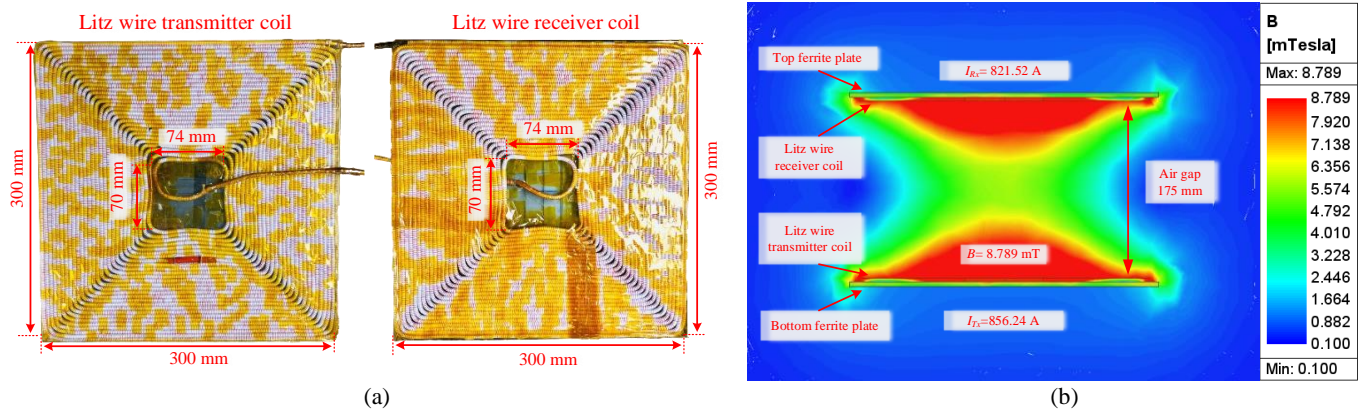 Litz wire transmitter coil
Litz wire receiver coil
74 mm
70 mm
300 mm
300 mm
74 mm
70 mm
300 mm
300 mm
(a)
Top ferrite plate
I_Rx= 821.52 A
Litz wire
receiver coil
Air gap
175 mm
Litz wire
transmitter coil
B= 8.789 mT
Bottom ferrite plate
I_Tx=856.24 A
B
[mTesla]
Max: 8.789
8.789
7.920
7.138
6.356
5.574
4.792
4.010
3.228
2.446
1.664
0.882
0.100
Min: 0.100
(b)